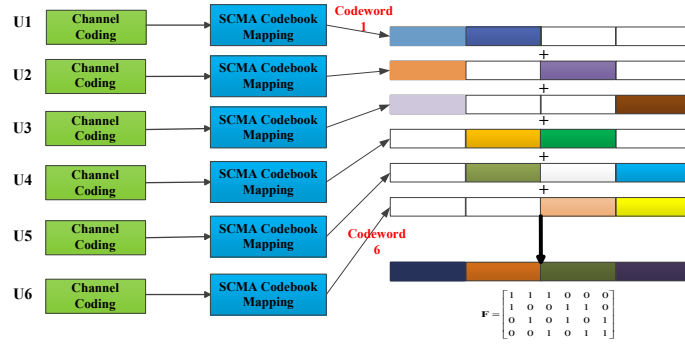 U1
Channel
Coding
SCMA Codebook
Mapping
Codeword
1
+
U2
Channel
Coding
SCMA Codebook
Mapping
+
U3
Channel
Coding
SCMA Codebook
Mapping
+
U4
Channel
Coding
SCMA Codebook
Mapping
+
U5
Channel
Coding
SCMA Codebook
Mapping
+
Codeword
6
U6
Channel
Coding
SCMA Codebook
Mapping
F = [1 1 1 0 0 0
1 0 0 1 1 0
0 1 0 1 0 1
0 0 1 0 1 1]